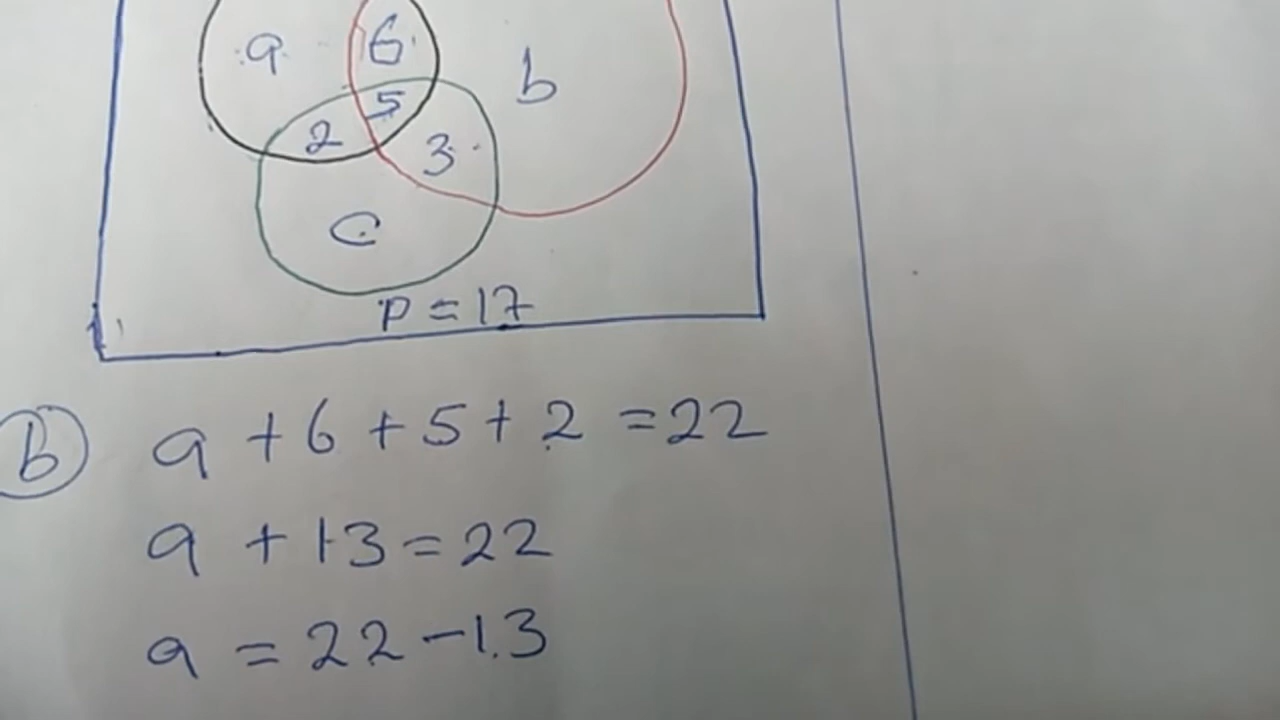 a 6 b
5
2 3
C
P = 17
b a + 6 + 5 + 2 = 22
a + 13 = 22
a = 22 - 13